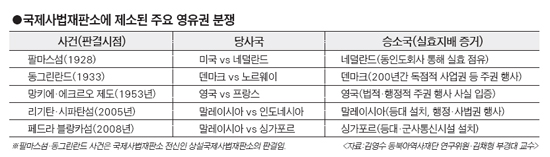 ●국제사법재판소에 제소된 주요 영유권 분쟁
사건(판결시점) 당사국 승소국(실효지배 증거)
팔마스섬(1928) 미국 vs 네덜란드 네덜란드(동인도회사 통해 실효 점유)
동그린란드(1933) 덴마크 vs 노르웨이 덴마크(200년간 독점적 사업권 등 주권 행사)
망키에·에크르오 제도(1953년) 영국 vs 프랑스 영국(법적·행정적 주권 행사 사실 입증)
리기탄·시파탄섬(2005년) 말레이시아 vs 인도네시아 말레이시아(등대 설치, 행정·사법권 행사)
페드라 블랑카섬(2008년) 말레이시아 vs 싱가포르 싱가포르(등대·군사통신시설 설치)
※팔마스섬·동그린란드 사건은 국제사법재판소 전신인 상설국제사법재판소의 판결임. <자료:김영수 동북아역사재단 연구위원·김채형 부경대 교수>